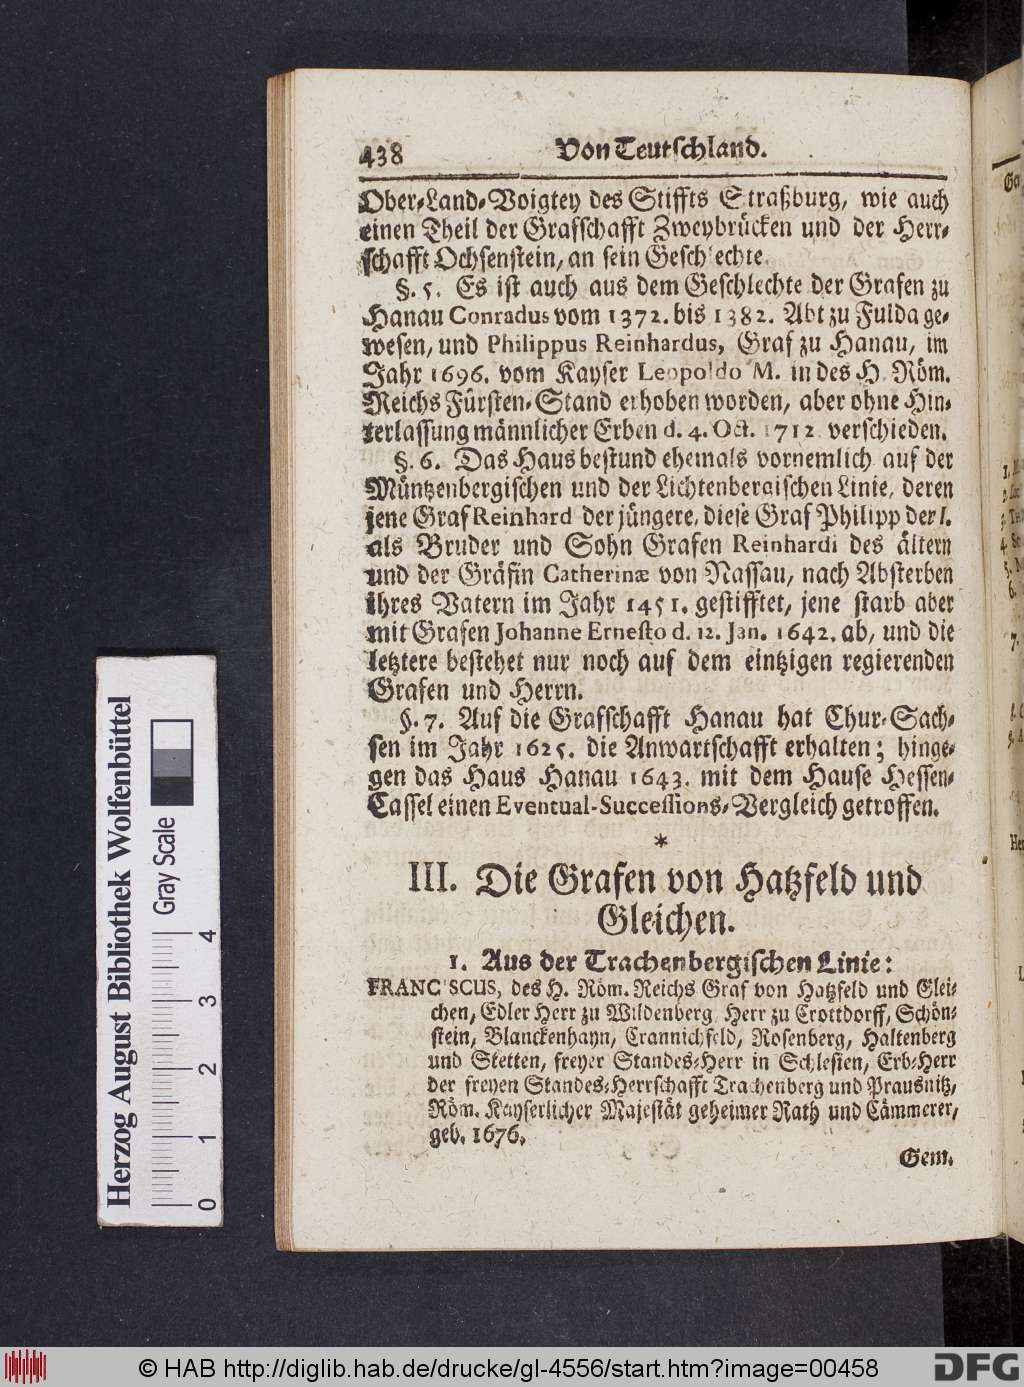 438 Von Teutschland.
Ober-Land-Voigtey des Stiffts Straßburg, wie auch
einen Theil der Grafschafft Zweybrücken und der Herr-
schafft Ochsenstein, an sein Geschlechte.
§. 5. Es ist auch aus dem Geschlechte der Grafen zu
Hanau Conradus vom 1372. bis 1382. Abt zu Fulda ge-
wesen, und Philippus Reinhardus, Graf zu Hanau, im
Jahr 1696. vom Kayser Leopoldo M. in des H. Röm.
Reichs Fürsten-Stand erhoben worden, aber ohne Hin-
terlassung männlicher Erben d. 4. Oct. 1712 verschieden.
§. 6. Das Haus bestund ehemals vornemlich auf der
Müntzenbergischen und der Lichtenbergischen Linie, deren
jene Graf Reinhard der jüngere, diese Graf Philipp der I.
als Bruder und Sohn Grafen Reinhardi des ältern
und der Gräfin Catherinæ von Nassau, nach Absterben
ihres Vatern im Jahr 1451. gestifftet, jene starb aber
mit Grafen Johanne Ernesto d. 12. Jan. 1642. ab, und die
letztere bestehet nur noch auf dem eintzigen regierenden
Grafen und Herrn.
§. 7. Auf die Grafschafft Hanau hat Chur-Sach-
sen im Jahr 1625. die Anwartschafft erhalten; hinge-
gen das Haus Hanau 1643. mit dem Hause Hessen-
Cassel einen Eventual-Successions-Vergleich getroffen.
*
III. Die Grafen von Hatzfeld und
Gleichen.
1. Aus der Trachenbergischen Linie:
FRANCISCUS, des H. Röm. Reichs Graf von Hatzfeld und Glei-
chen, Edler Herr zu Wildenberg, Herr zu Crottdorff, Schön-
stein, Blanckenhayn, Crannichfeld, Rosenberg, Haltenberg
und Stetten, freyer Standes-Herr in Schlesien, Erb-Herr
der freyen Standes-Herrschafft Trachenberg und Prausnitz,
Röm. Kayserlicher Majestät geheimer Rath und Cämmerer,
geb. 1676.
Gem.
Herzog August Bibliothek Wolfenbüttel
Gray Scale
0 1 2 3 4
© HAB http://diglib.hab.de/drucke/gl-4556/start.htm?image=00458
DFG